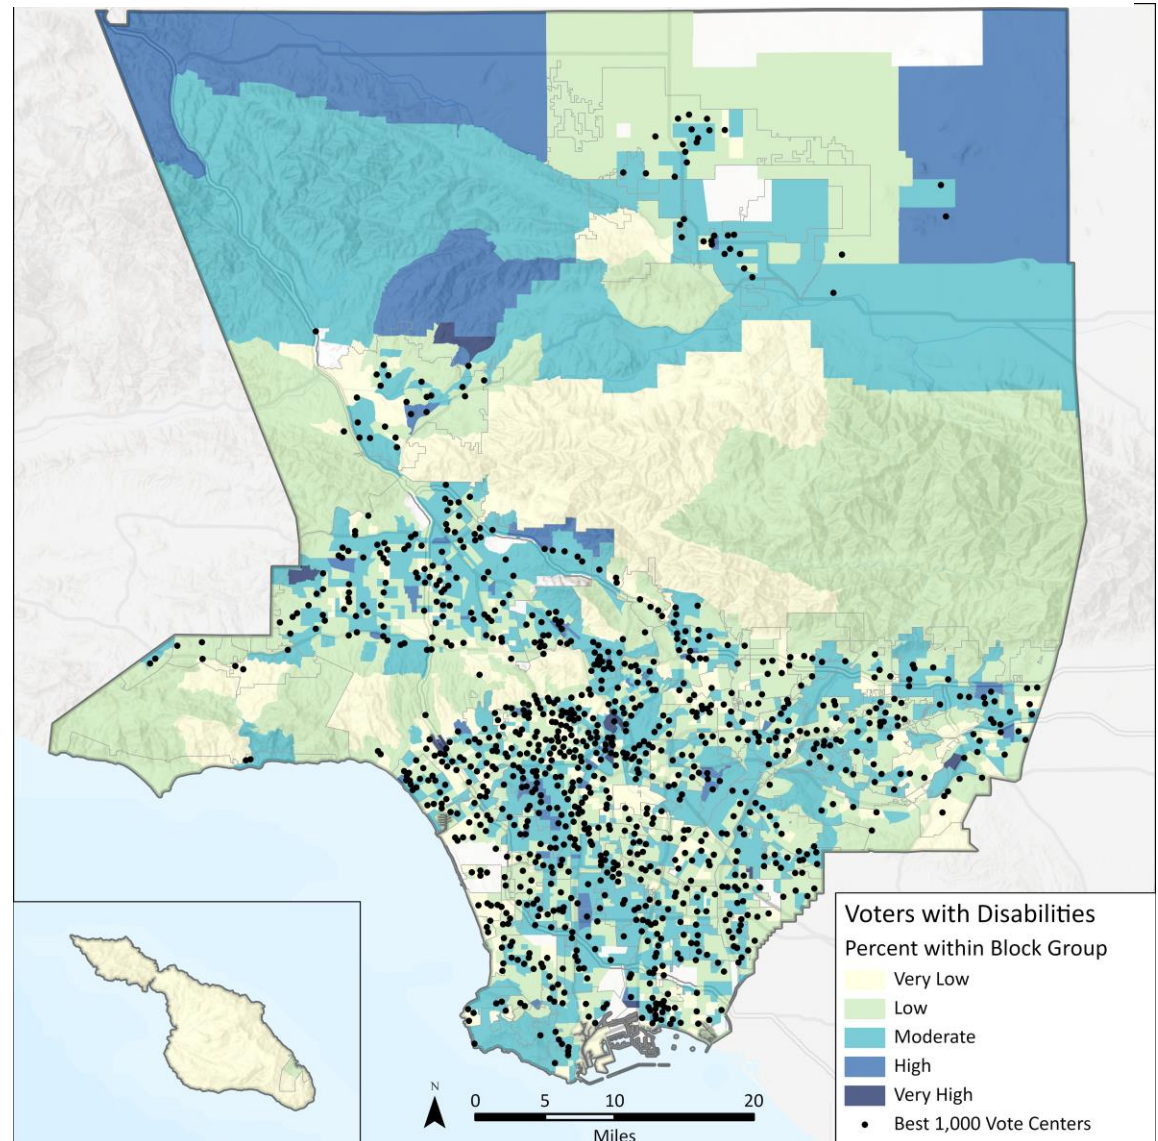 Voters with Disabilities
Percent within Block Group
Very Low
Low
Moderate
High
Very High
Best 1,000 Vote Centers
N
0 5 10 20
Miles